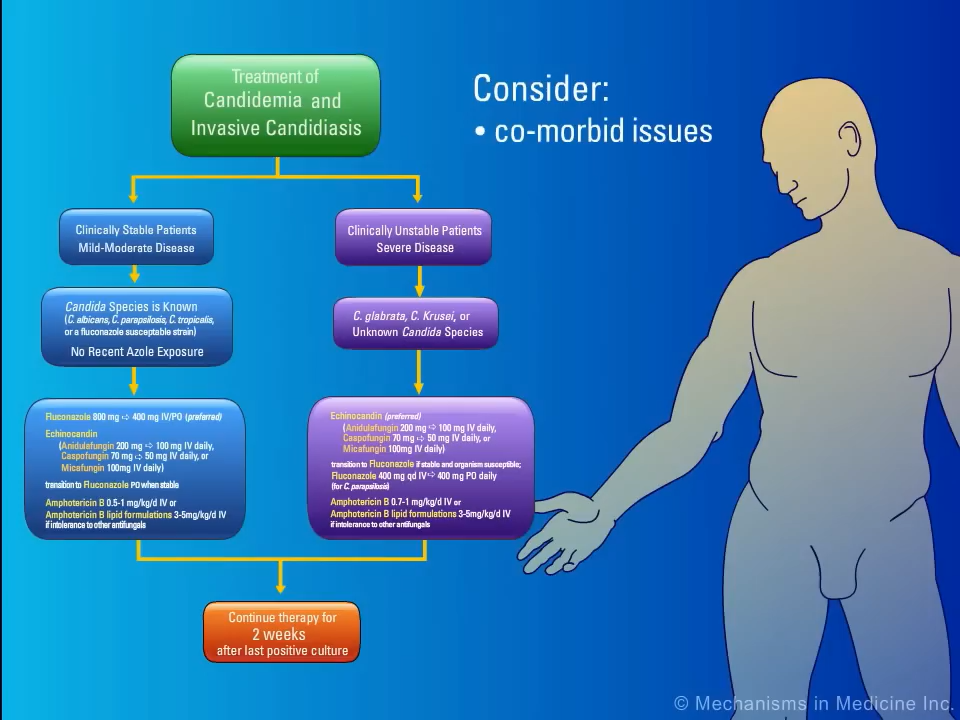 Treatment of
Candidemia and
Invasive Candidiasis
Consider:
• co-morbid issues
Clinically Stable Patients
Mild-Moderate Disease
Clinically Unstable Patients
Severe Disease
Candida Species is Known
(C. albicans, C. parapsilosis, C. tropicalis,
or a fluconazole susceptable strain)
No Recent Azole Exposure
C. glabrata, C. Krusei, or
Unknown Candida Species
Fluconazole 800 mg ➪ 400 mg IV/PO (preferred)
Echinocandin
(Anidulafungin 200 mg ➪ 100 mg IV daily,
Caspofungin 70 mg ➪ 50 mg IV daily, or
Micafungin 100mg IV daily)
transition to Fluconazole PO when stable
Amphotericin B 0.5-1 mg/kg/d IV or
Amphotericin B lipid formulations 3-5mg/kg/d IV
if intolerance to other antifungals
Echinocandin (preferred)
(Anidulafungin 200 mg ➪ 100 mg IV daily,
Caspofungin 70 mg ➪ 50 mg IV daily, or
Micafungin 100mg IV daily)
transition to Fluconazole if stable and organism susceptible;
Fluconazole 400 mg qd IV ➪ 400 mg PO daily
(for C. parapsilosis)
Amphotericin B 0.7-1 mg/kg/d IV or
Amphotericin B lipid formulations 3-5mg/kg/d IV
if intolerance to other antifungals
Continue therapy for
2 weeks
after last positive culture
© Mechanisms in Medicine Inc.